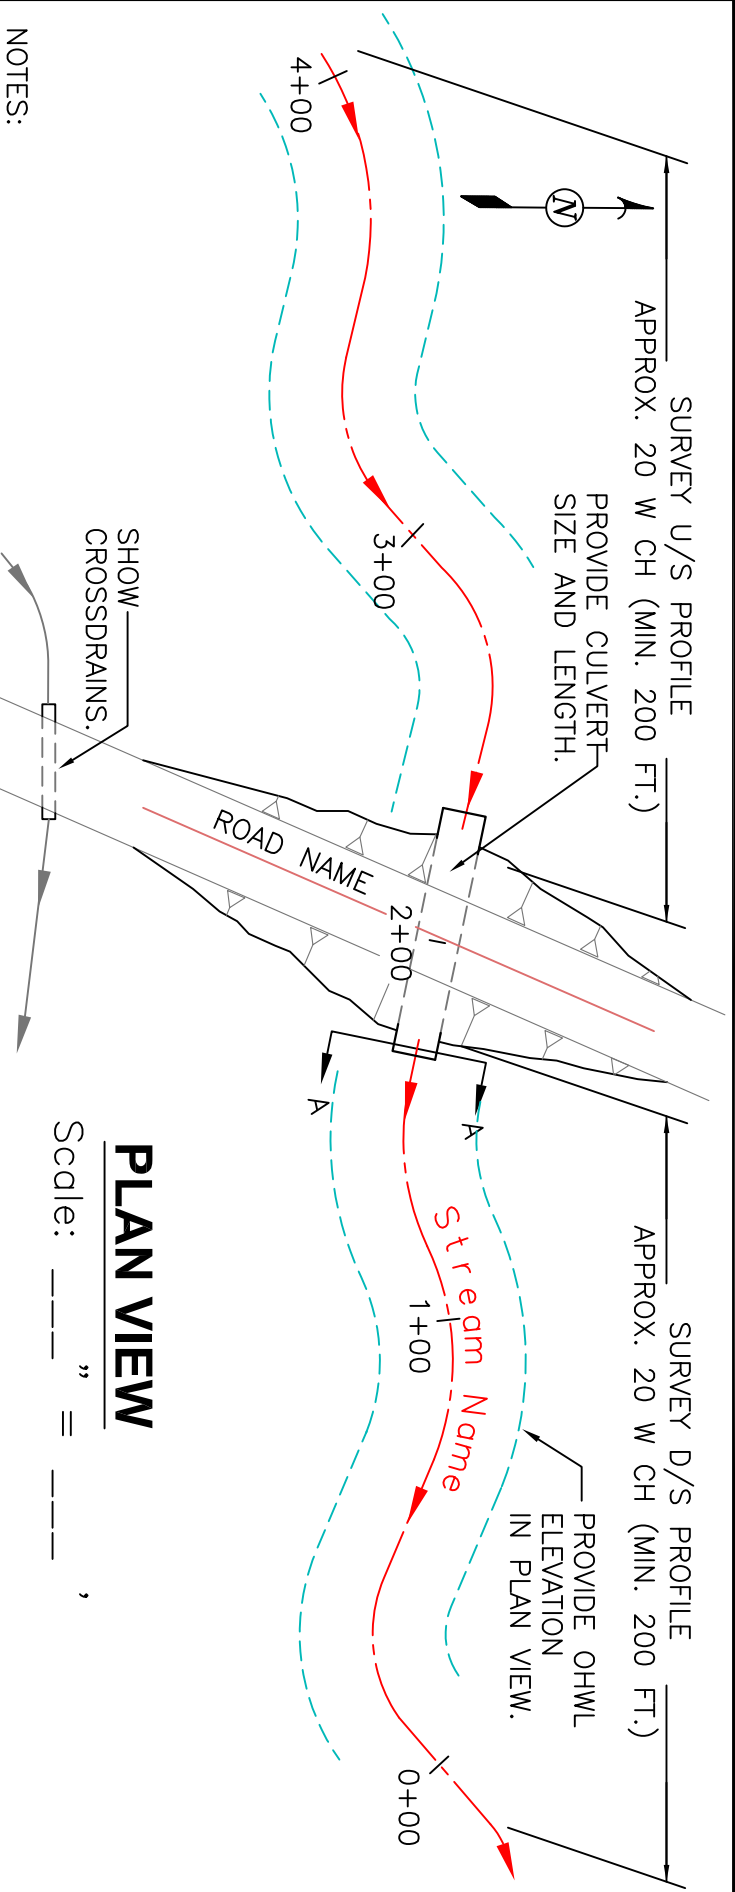 SURVEY U/S PROFILE
APPROX. 20 W CH (MIN. 200 FT.)
SURVEY D/S PROFILE
APPROX. 20 W CH (MIN. 200 FT.)
N
PROVIDE CULVERT
SIZE AND LENGTH.
PROVIDE OHWL
ELEVATION
IN PLAN VIEW.
4+00
3+00
2+00
1+00
0+00
Stream Name
ROAD NAME
A
A
SHOW
CROSSDRAINS.
PLAN VIEW
Scale: ___ " = ___ '
NOTES: